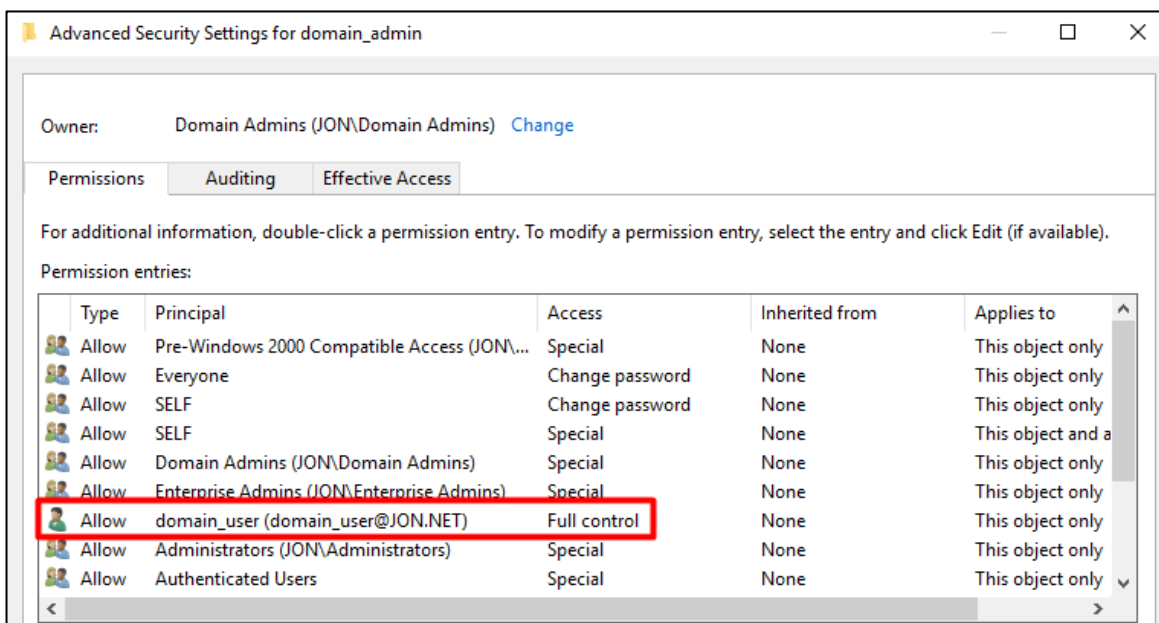 Advanced Security Settings for domain_admin
Owner: Domain Admins (JON\Domain Admins) Change
Permissions Auditing Effective Access
For additional information, double-click a permission entry. To modify a permission entry, select the entry and click Edit (if available).
Permission entries:
Type Principal Access Inherited from Applies to
Allow Pre-Windows 2000 Compatible Access (JON\... Special None This object only
Allow Everyone Change password None This object only
Allow SELF Change password None This object only
Allow SELF Special None This object and a
Allow Domain Admins (JON\Domain Admins) Special None This object only
Allow Enterprise Admins (JON\Enterprise Admins) Special None This object only
Allow domain_user (domain_user@JON.NET) Full control None This object only
Allow Administrators (JON\Administrators) Special None This object only
Allow Authenticated Users Special None This object only